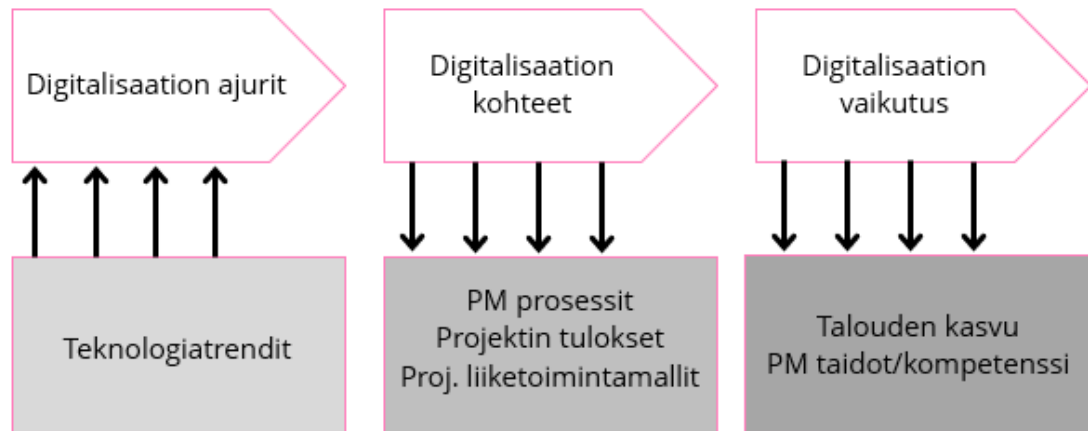 Digitalisaation ajurit
Digitalisaation
kohteet
Digitalisaation
vaikutus
Teknologiatrendit
PM prosessit
Projektin tulokset
Proj. liiketoimintamallit
Talouden kasvu
PM taidot/kompetenssi